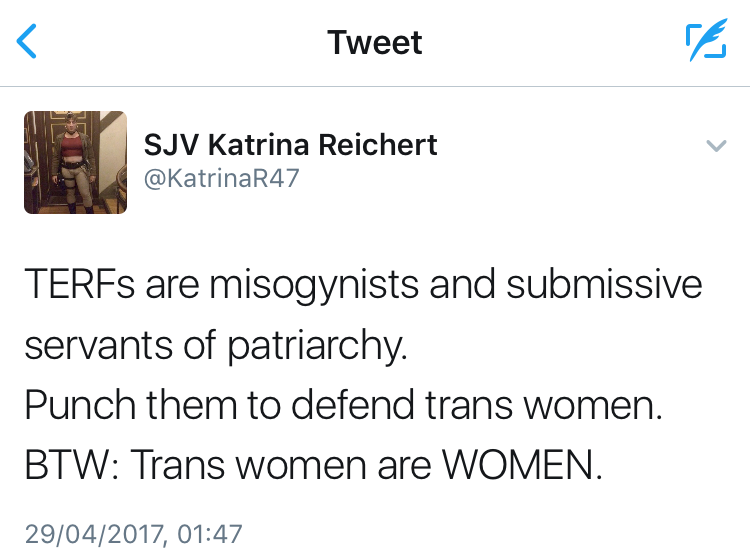 Tweet
SJV Katrina Reichert
@KatrinaR47
TERFs are misogynists and submissive
servants of patriarchy.
Punch them to defend trans women.
BTW: Trans women are WOMEN.
29/04/2017, 01:47